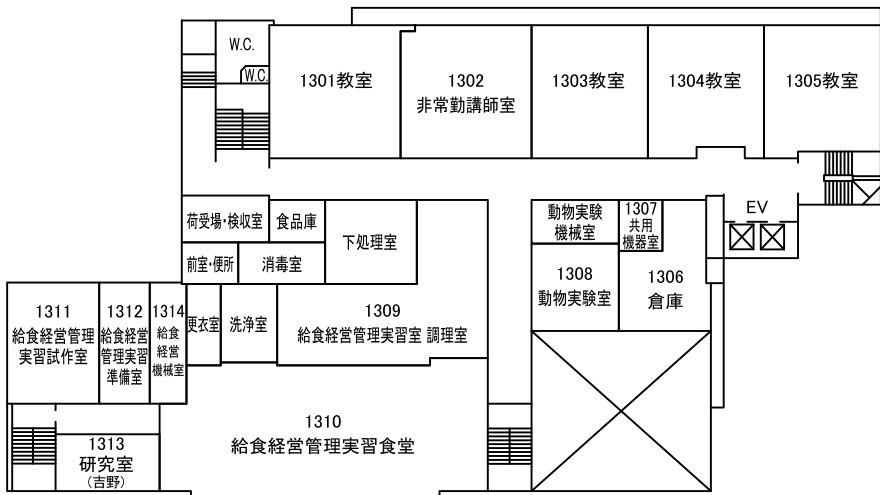 W.C.
W.C.
1301教室
1302
非常勤講師室
1303教室
1304教室
1305教室
荷受場・検収室
食品庫
下処理室
前室・便所
消毒室
動物実験
機械室
1307
共用
機器室
EV
1308
動物実験室
1306
倉庫
1311
給食経営管理
実習試作室
1312
給食経営
管理実習
準備室
1314
給食
経営
機械室
更衣室
洗浄室
1309
給食経営管理実習室 調理室
1310
給食経営管理実習食堂
1313
研究室
(吉野)